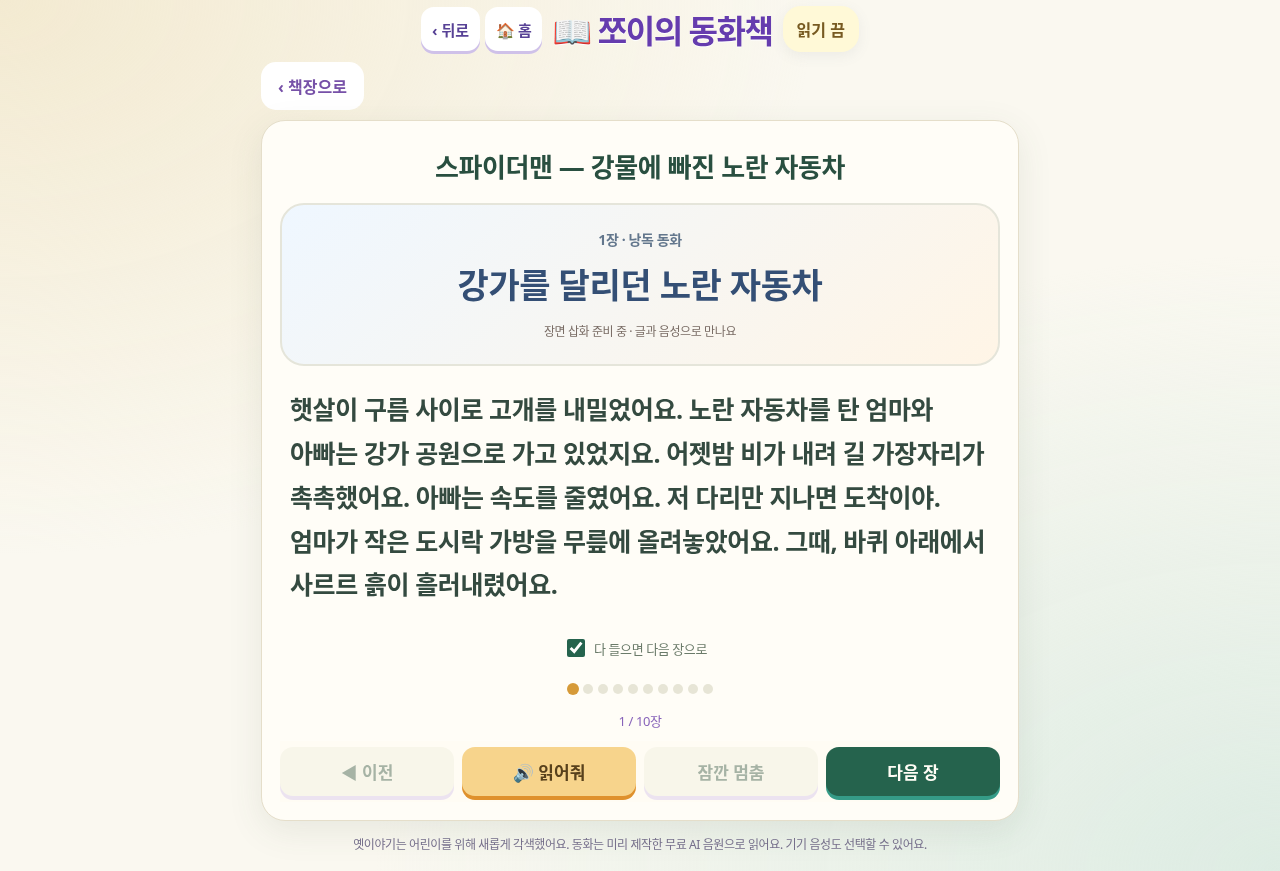 ‹ 뒤로
🏠 홈
📖 쪼이의 동화책
읽기 끝
‹ 책장으로
스파이더맨 — 강물에 빠진 노란 자동차
1장 · 낭독 동화
강가를 달리던 노란 자동차
장면 삽화 준비 중 · 글과 음성으로 만나요
햇살이 구름 사이로 고개를 내밀었어요. 노란 자동차를 탄 엄마와
아빠는 강가 공원으로 가고 있었지요. 어젯밤 비가 내려 길 가장자리가
촉촉했어요. 아빠는 속도를 줄였어요. 저 다리만 지나면 도착이야.
엄마가 작은 도시락 가방을 무릎에 올려놓았어요. 그때, 바퀴 아래에서
사르르 흙이 흘러내렸어요.
다 들으면 다음 장으로
1 / 10장
◀ 이전
🔊 읽어줘
잠깐 멈춤
다음 장
옛이야기는 어린이를 위해 새롭게 각색했어요. 동화는 미리 제작한 무료 AI 음원으로 읽어요. 기기 음성도 선택할 수 있어요.